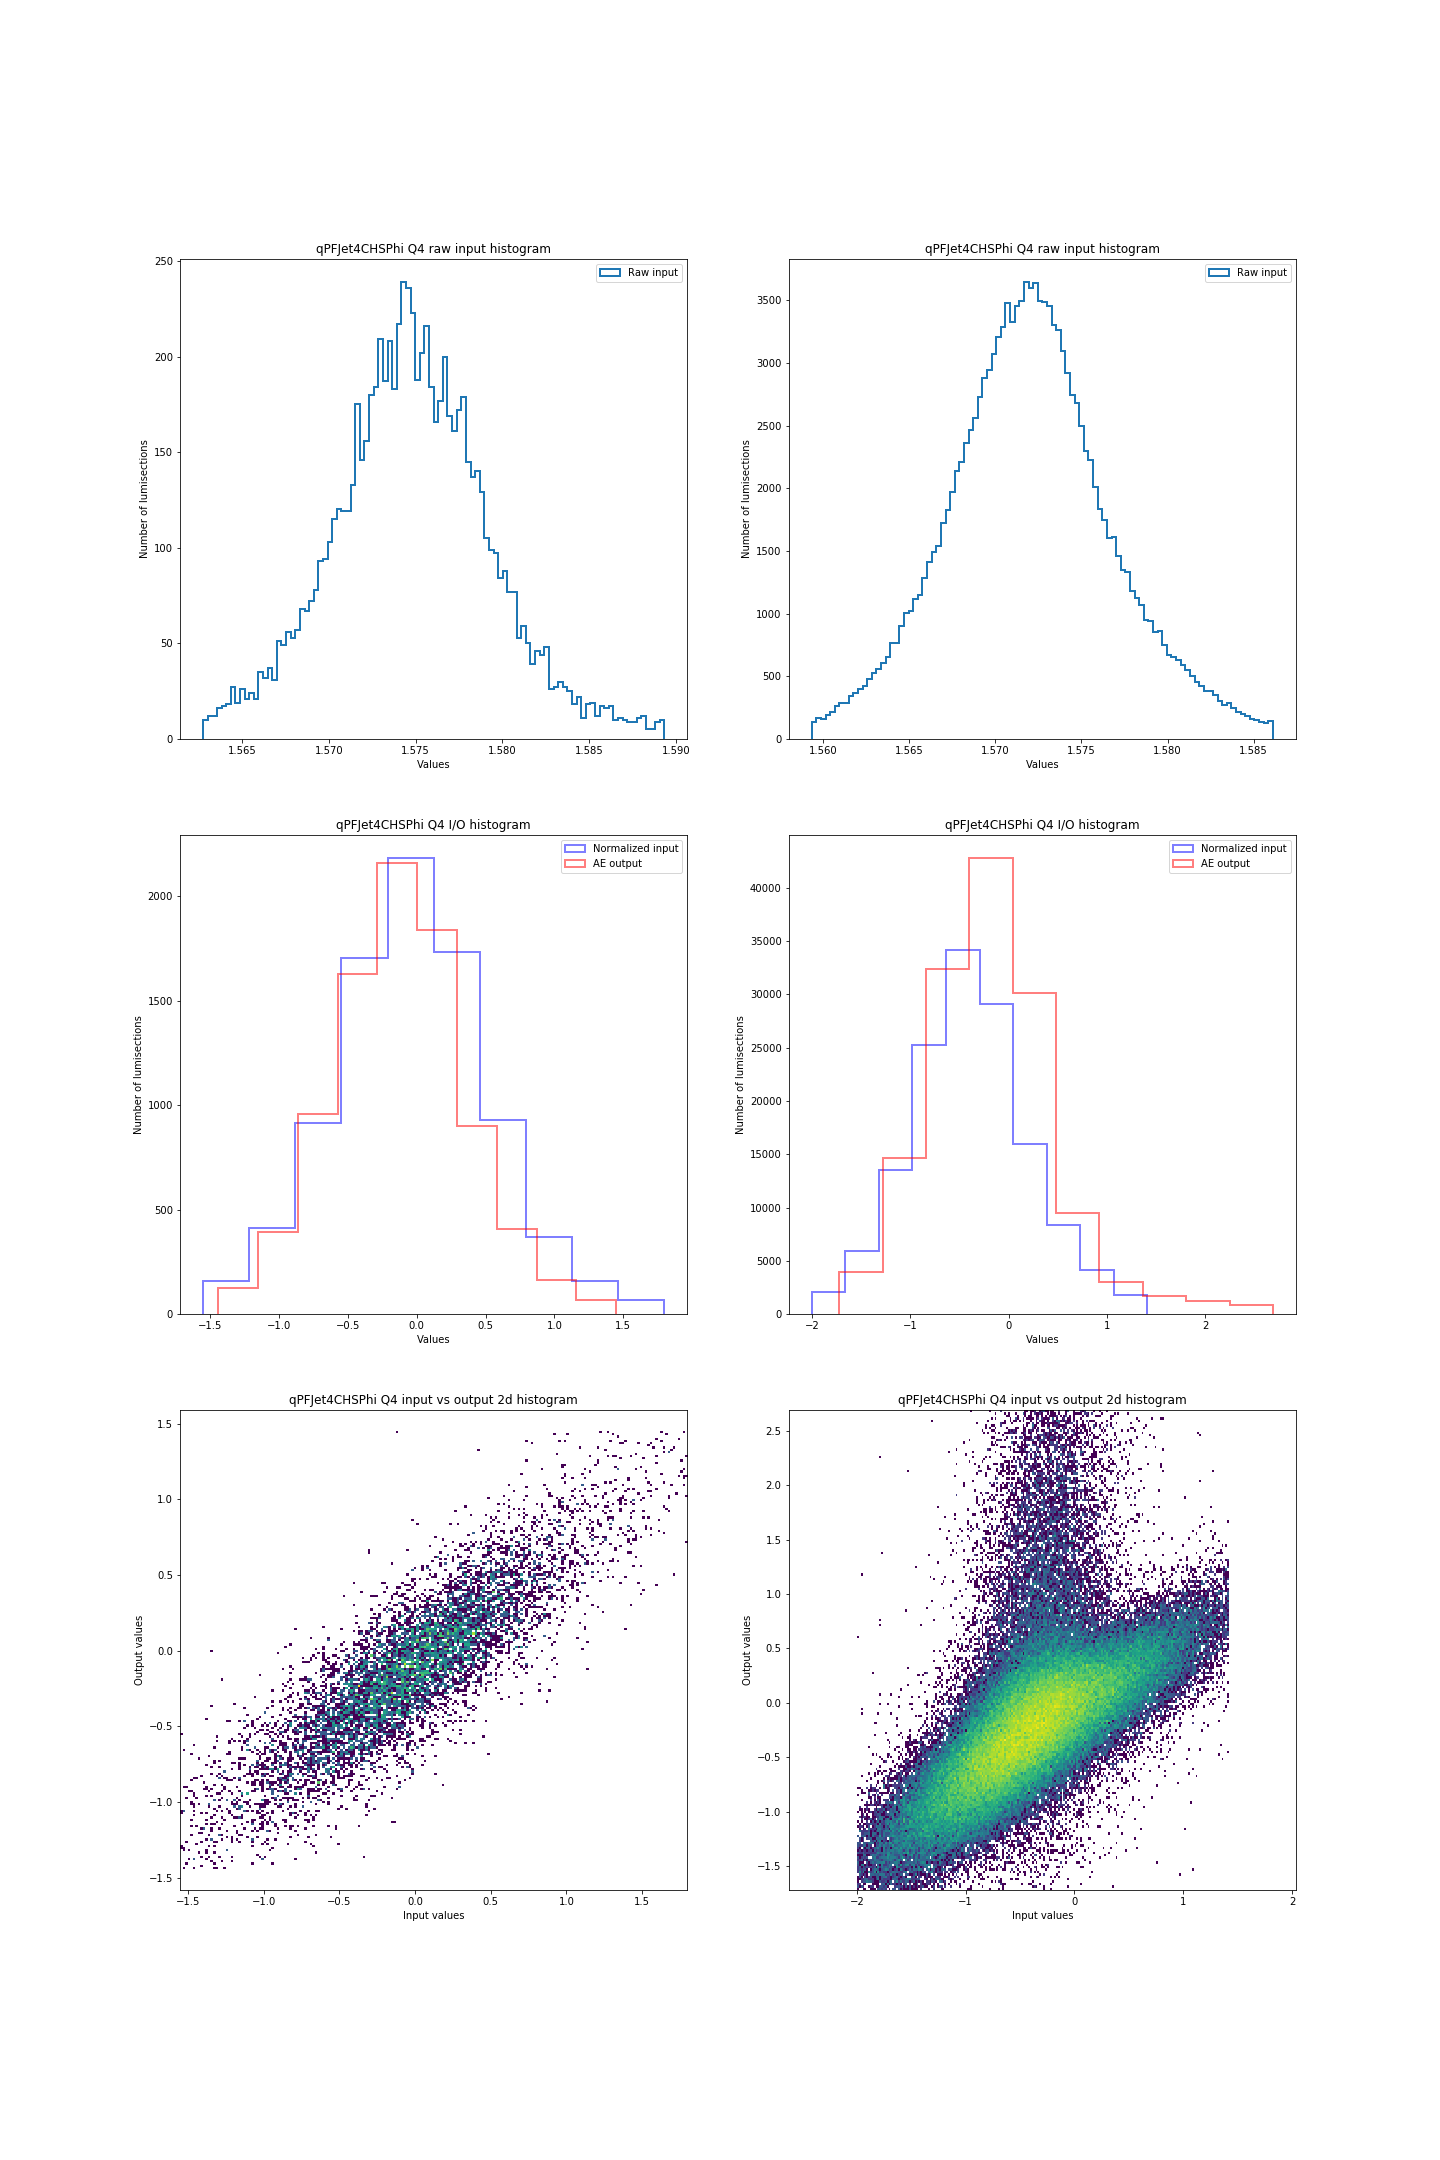 qPFJet4CHSPhi Q4 raw input histogram
Raw input
250
200
150
100
50
0
Number of lumisections
1.565 1.570 1.575 1.580 1.585 1.590
Values
qPFJet4CHSPhi Q4 raw input histogram
Raw input
3500
3000
2500
2000
1500
1000
500
0
Number of lumisections
1.560 1.565 1.570 1.575 1.580 1.585
Values
qPFJet4CHSPhi Q4 I/O histogram
Normalized input
AE output
2000
1500
1000
500
0
Number of lumisections
−1.5 −1.0 −0.5 0.0 0.5 1.0 1.5
Values
qPFJet4CHSPhi Q4 I/O histogram
Normalized input
AE output
40000
35000
30000
25000
20000
15000
10000
5000
0
Number of lumisections
−2 −1 0 1 2
Values
qPFJet4CHSPhi Q4 input vs output 2d histogram
1.5
1.0
0.5
0.0
−0.5
−1.0
−1.5
Output values
−1.5 −1.0 −0.5 0.0 0.5 1.0 1.5
Input values
qPFJet4CHSPhi Q4 input vs output 2d histogram
2.5
2.0
1.5
1.0
0.5
0.0
−0.5
−1.0
−1.5
Output values
−2 −1 0 1 2
Input values